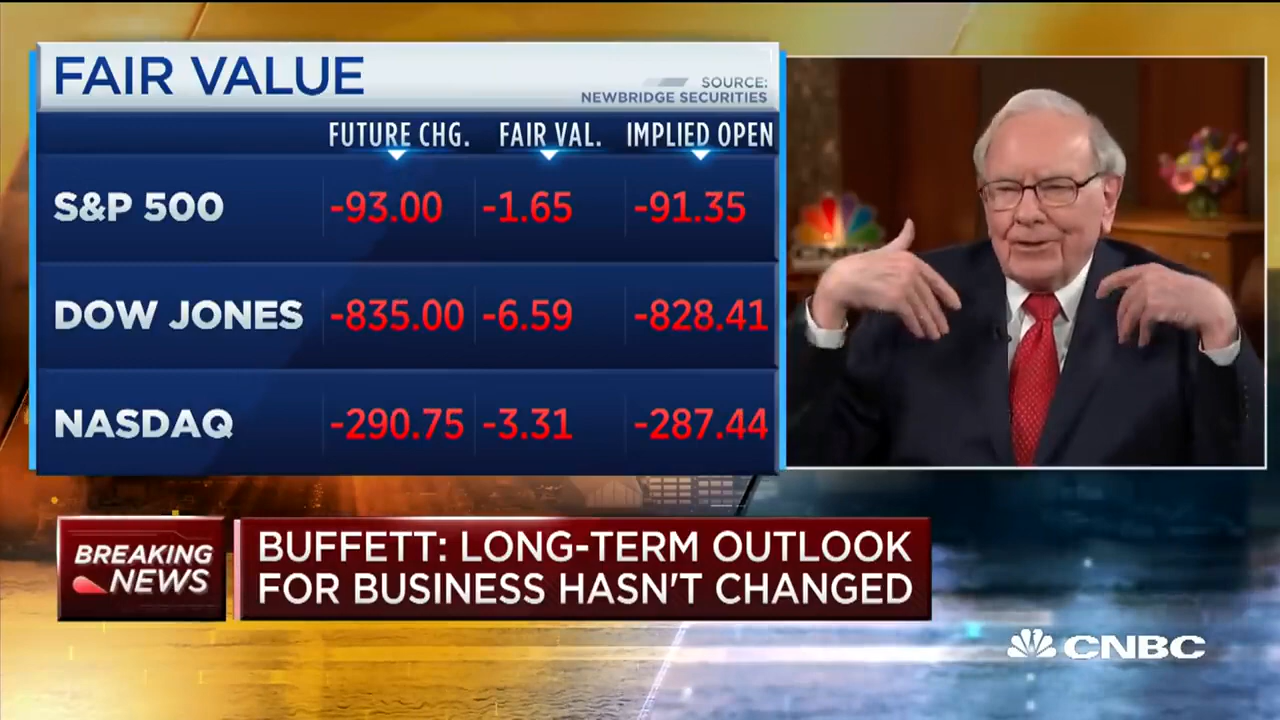 FAIR VALUE
SOURCE:
NEWBRIDGE SECURITIES
FUTURE CHG. FAIR VAL. IMPLIED OPEN
S&P 500 -93.00 -1.65 -91.35
DOW JONES -835.00 -6.59 -828.41
NASDAQ -290.75 -3.31 -287.44
CNBC
BREAKING
NEWS
BUFFETT: LONG-TERM OUTLOOK
FOR BUSINESS HASN'T CHANGED
CNBC